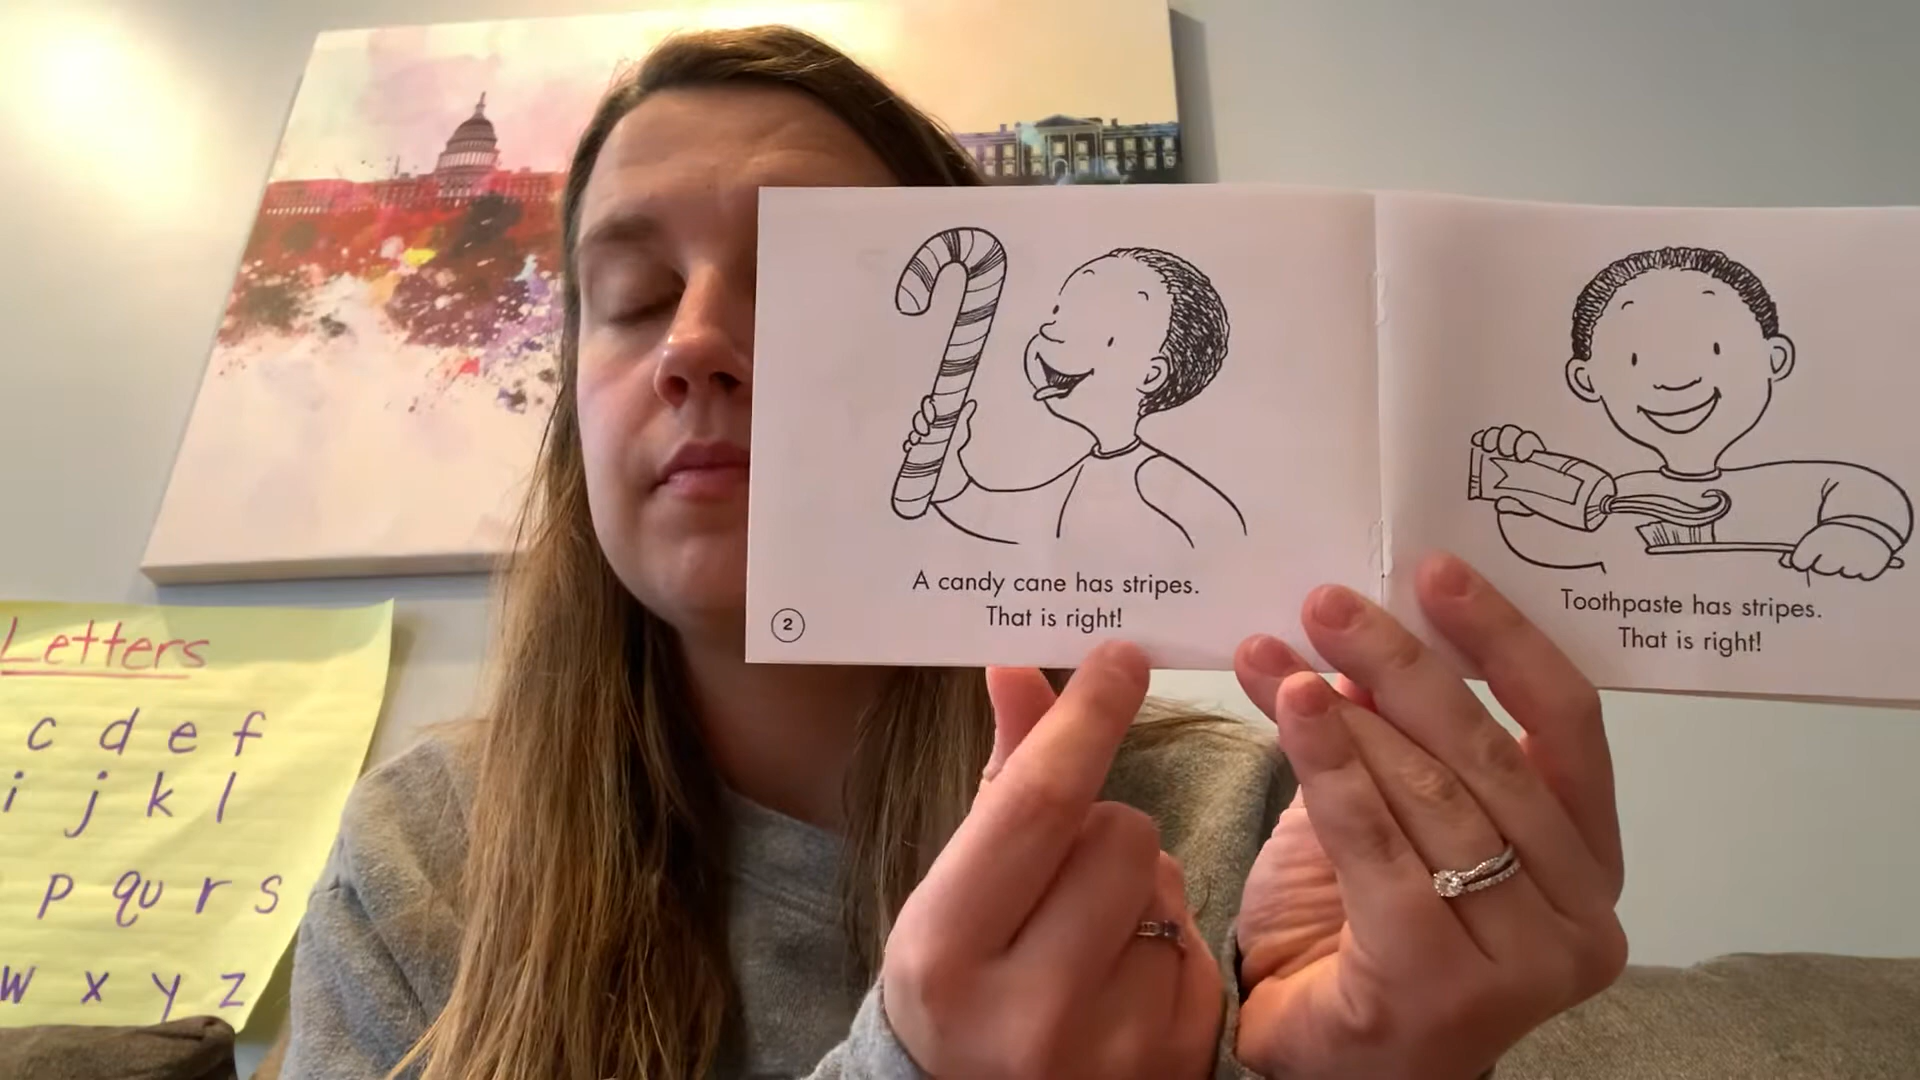 A candy cane has stripes.
That is right!
2
Toothpaste has stripes.
That is right!
Letters
c d e f
i j k l
p qu r s
w x y z